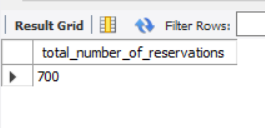 Result Grid Filter Rows:
total_number_of_reservations
700